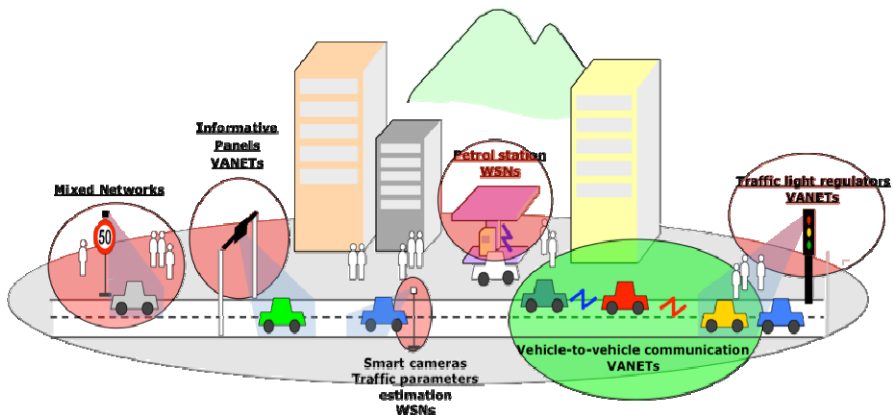 Informative
Panels
VANETs
Petrol station
WSNs
Traffic light regulators
VANETs
Mixed Networks
50
Smart cameras
Traffic parameters
estimation
WSNs
Vehicle-to-vehicle communication
VANETs